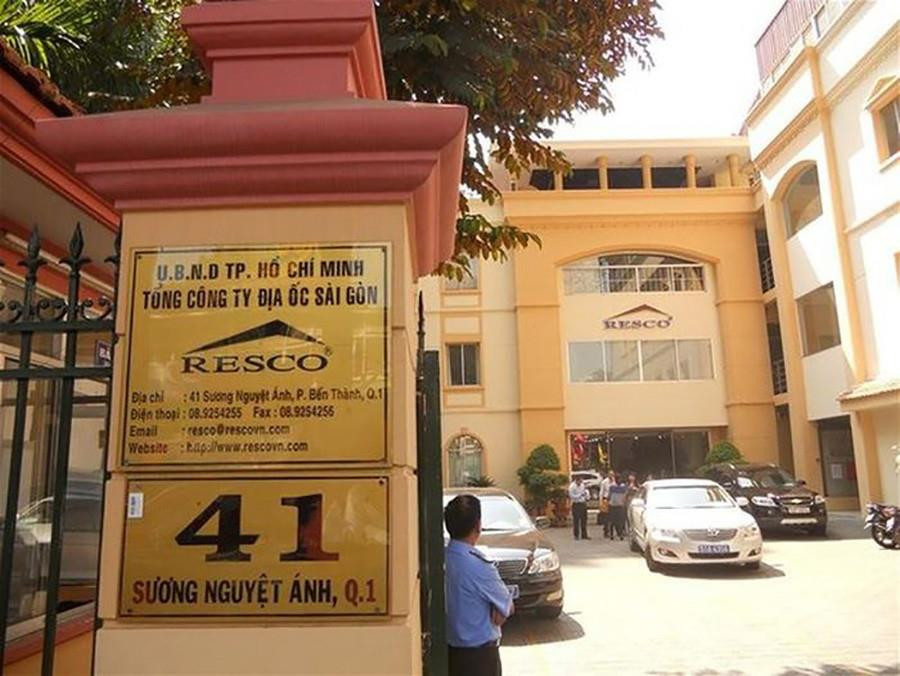 U.B.N.D TP. HỒ CHÍ MINH
TỔNG CÔNG TY ĐỊA ỐC SÀI GÒN
RESCO®
Địa chỉ : 41 Sương Nguyệt Ánh, P. Bến Thành, Q.1
Điện thoại : 08.9254255 Fax : 08.9254256
Email : resco@rescovn.com
Website : http://www.rescovn.com
41
SƯƠNG NGUYỆT ÁNH, Q.1
RESCO